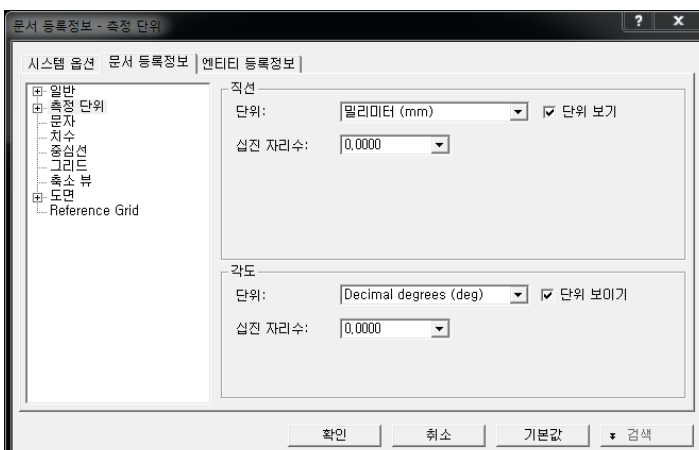 문서 등록정보 - 측정 단위
시스템 옵션 문서 등록정보 엔티티 등록정보
일반
측정 단위
문자
치수
중심선
그리드
축소 뷰
도면
Reference Grid
직선
단위: 밀리미터 (mm) 단위 보기
십진 자리수: 0.0000
각도
단위: Decimal degrees (deg) 단위 보이기
십진 자리수: 0.0000
확인 취소 기본값 검색